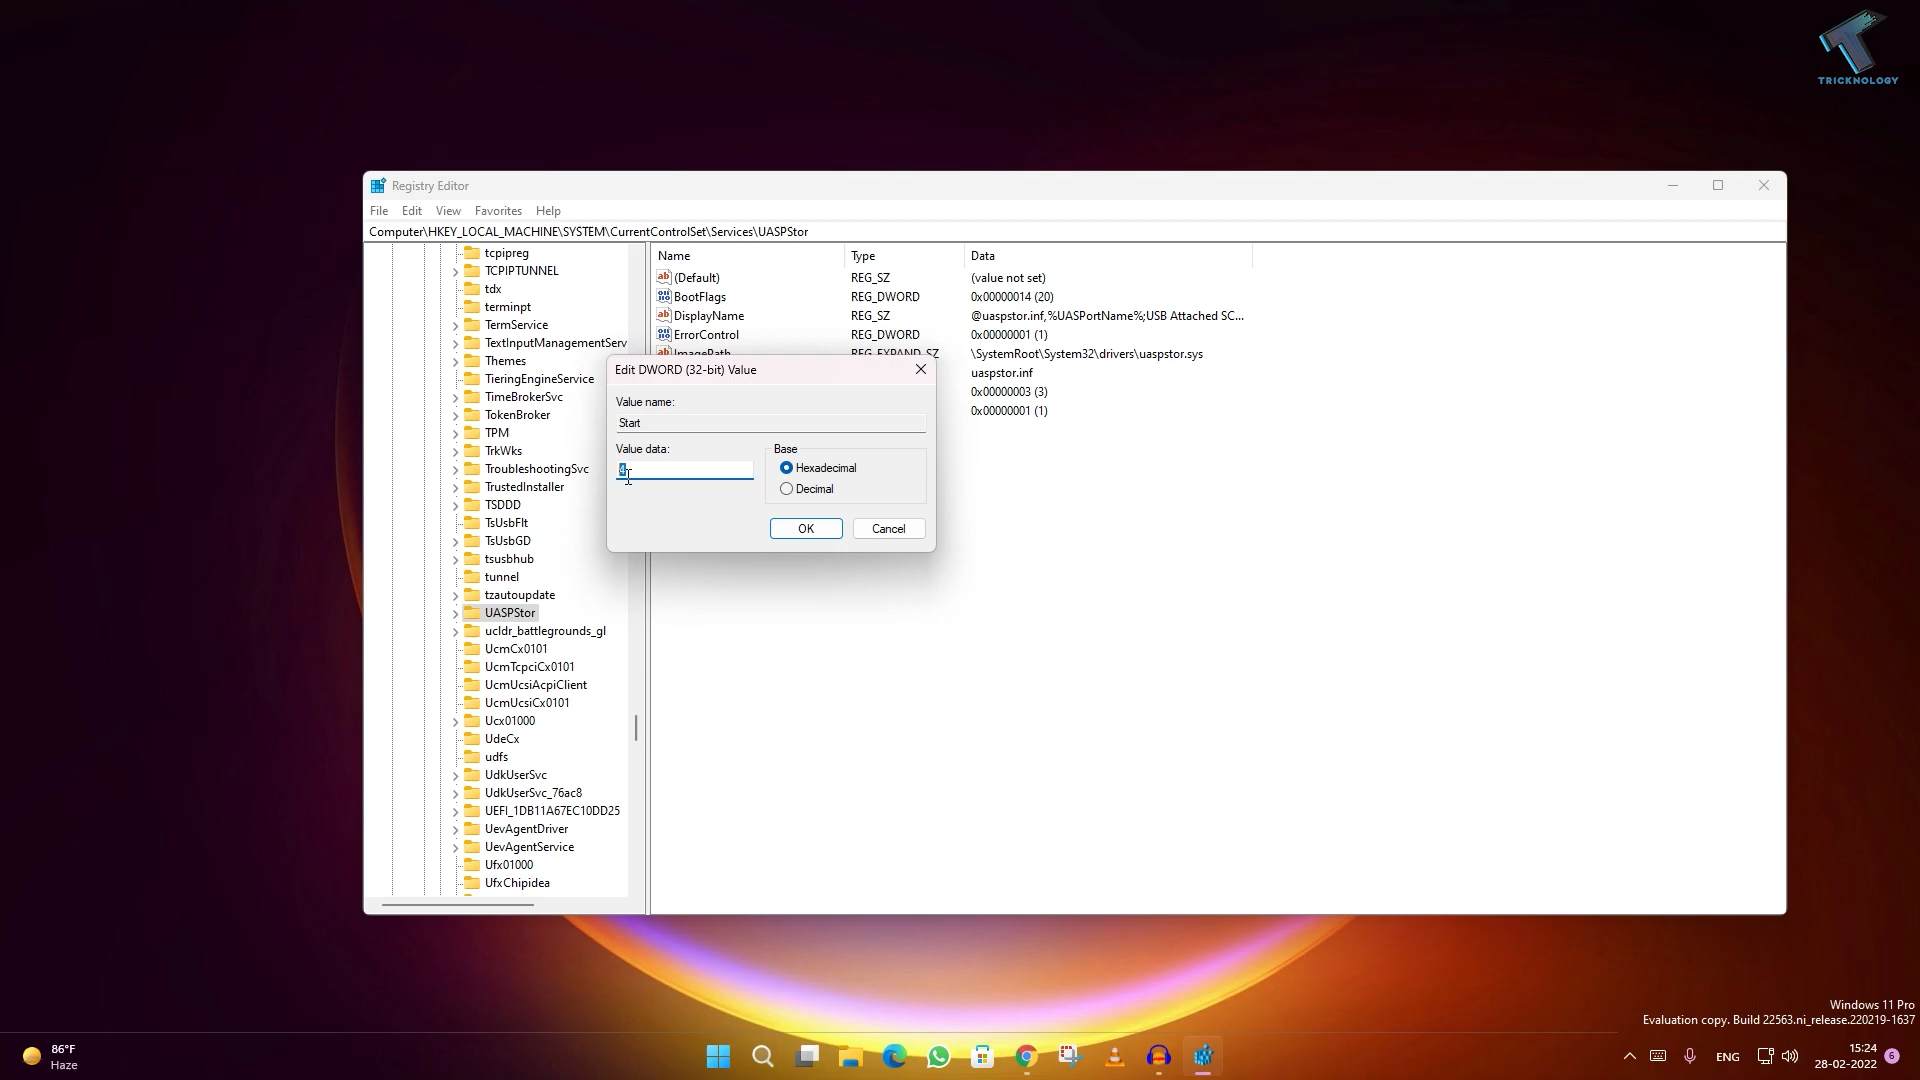 TRICKNOLOGY
Registry Editor
File Edit View Favorites Help
Computer\HKEY_LOCAL_MACHINE\SYSTEM\CurrentControlSet\Services\UASPStor
tcpipreg
TCPIPTUNNEL
tdx
terminpt
TermService
TextInputManagementServ
Themes
TieringEngineService
TimeBrokerSvc
TokenBroker
TPM
TrkWks
TroubleshootingSvc
TrustedInstaller
TSDDD
TsUsbFlt
TsUsbGD
tsusbhub
tunnel
tzautoupdate
UASPStor
ucldr_battlegrounds_gl
UcmCx0101
UcmTcpciCx0101
UcmUcsiAcpiClient
UcmUcsiCx0101
Ucx01000
UdeCx
udfs
UdkUserSvc
UdkUserSvc_76ac8
UEFI_1DB11A67EC10DD25
UevAgentDriver
UevAgentService
Ufx01000
UfxChipidea
Name Type Data
(Default) REG_SZ (value not set)
BootFlags REG_DWORD 0x00000014 (20)
DisplayName REG_SZ @uaspstor.inf,%UASPortName%;USB Attached SC...
ErrorControl REG_DWORD 0x00000001 (1)
ImagePath REG_EXPAND_SZ \SystemRoot\System32\drivers\uaspstor.sys
uaspstor.inf
0x00000003 (3)
0x00000001 (1)
Edit DWORD (32-bit) Value
Value name:
Start
Value data:
Base
Hexadecimal
Decimal
OK Cancel
Windows 11 Pro
Evaluation copy. Build 22563.ni_release.220219-1637
86°F
Haze
ENG
15:24
28-02-2022
6